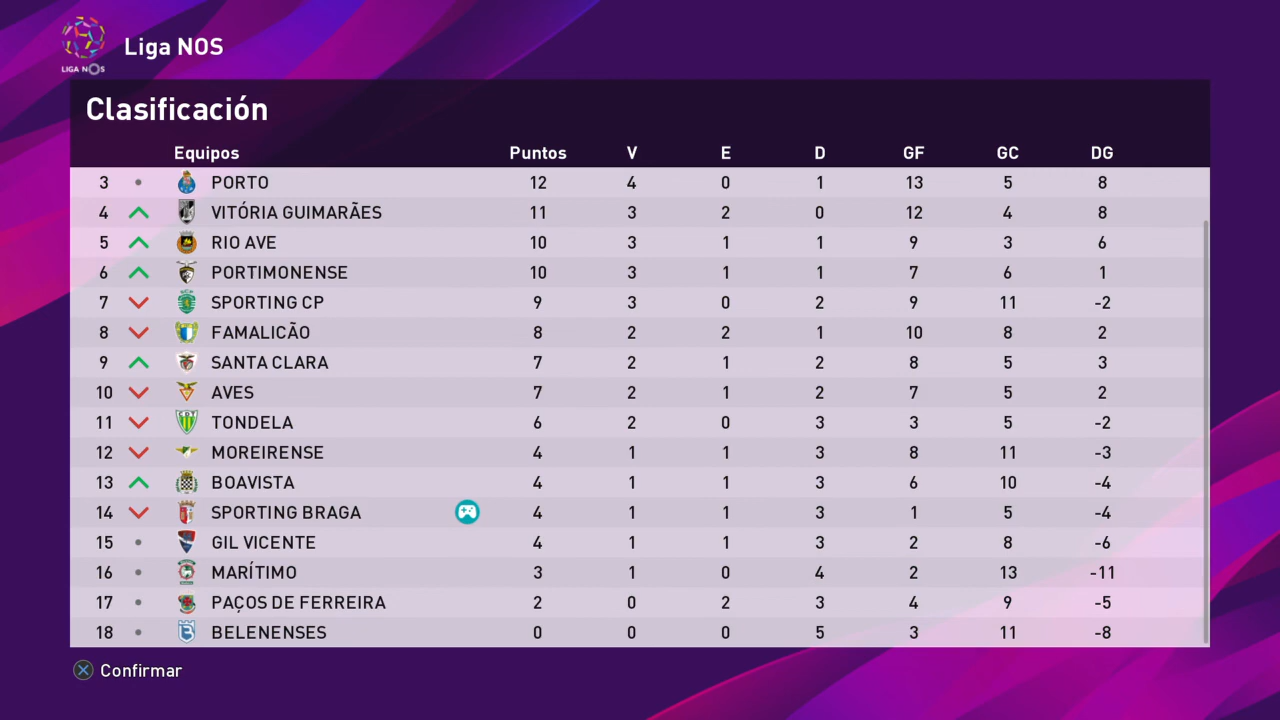 Liga NOS
LIGA NOS
Clasificación
Equipos Puntos V E D GF GC DG
3 PORTO 12 4 0 1 13 5 8
4 VITÓRIA GUIMARÃES 11 3 2 0 12 4 8
5 RIO AVE 10 3 1 1 9 3 6
6 PORTIMONENSE 10 3 1 1 7 6 1
7 SPORTING CP 9 3 0 2 9 11 -2
8 FAMALICÃO 8 2 2 1 10 8 2
9 SANTA CLARA 7 2 1 2 8 5 3
10 AVES 7 2 1 2 7 5 2
11 TONDELA 6 2 0 3 3 5 -2
12 MOREIRENSE 4 1 1 3 8 11 -3
13 BOAVISTA 4 1 1 3 6 10 -4
14 SPORTING BRAGA 4 1 1 3 1 5 -4
15 GIL VICENTE 4 1 1 3 2 8 -6
16 MARÍTIMO 3 1 0 4 2 13 -11
17 PAÇOS DE FERREIRA 2 0 2 3 4 9 -5
18 BELENENSES 0 0 0 5 3 11 -8
Confirmar